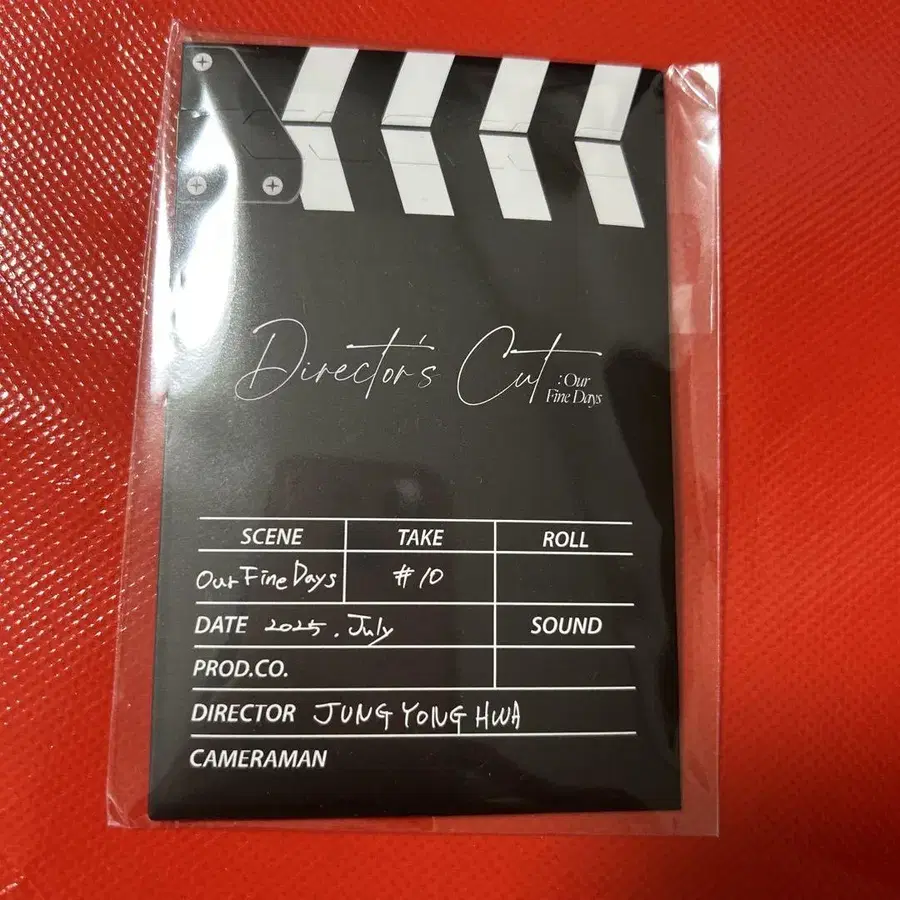 Director's Cut
: Our
Fine Days
SCENE TAKE ROLL
Our Fine Days #10
DATE 2025. July SOUND
PROD.CO.
DIRECTOR JUNG YONG HWA
CAMERAMAN